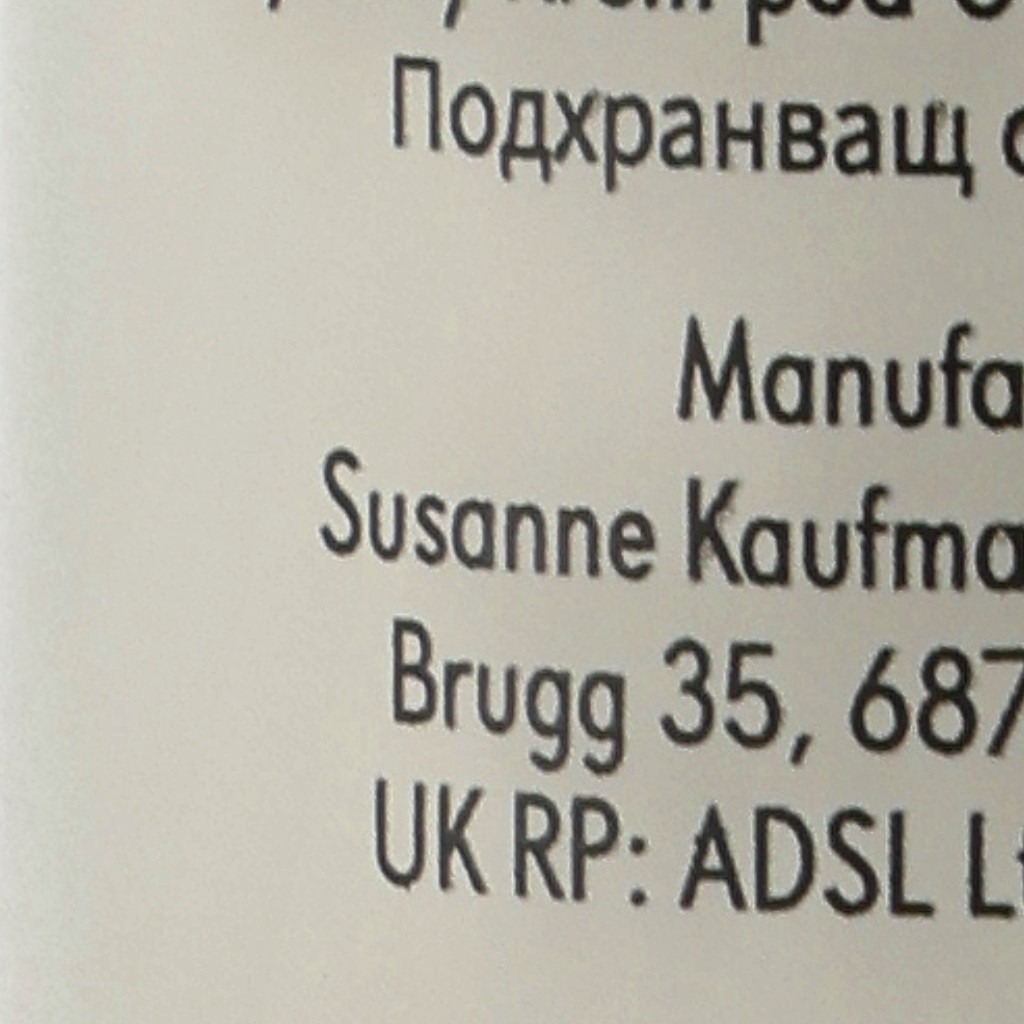 Подхранващ
Manufa
Susanne Kaufma
Brugg 35, 687
UK RP: ADSL L